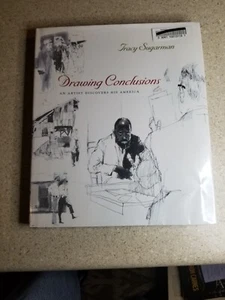 Tracy Sugarman
Drawing Conclusions
AN ARTIST DISCOVERS HIS AMERICA